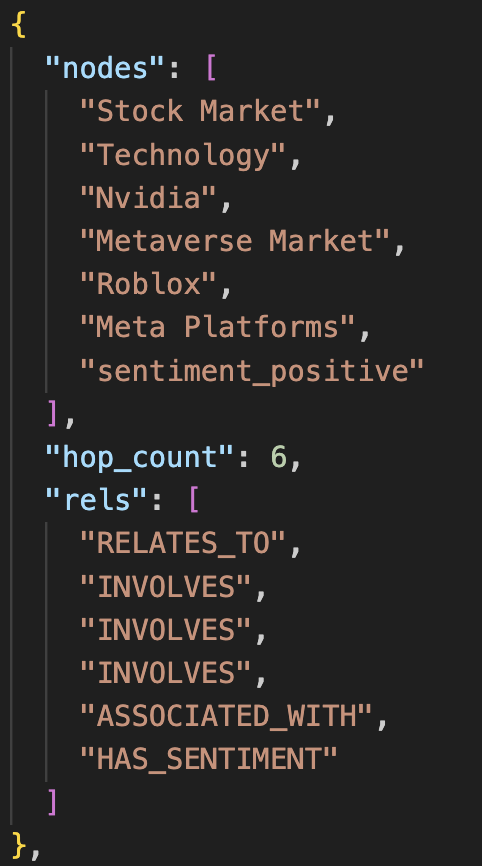 {
"nodes": [
"Stock Market",
"Technology",
"Nvidia",
"Metaverse Market",
"Roblox",
"Meta Platforms",
"sentiment_positive"
],
"hop_count": 6,
"rels": [
"RELATES_TO",
"INVOLVES",
"INVOLVES",
"INVOLVES",
"ASSOCIATED_WITH",
"HAS_SENTIMENT"
]
},